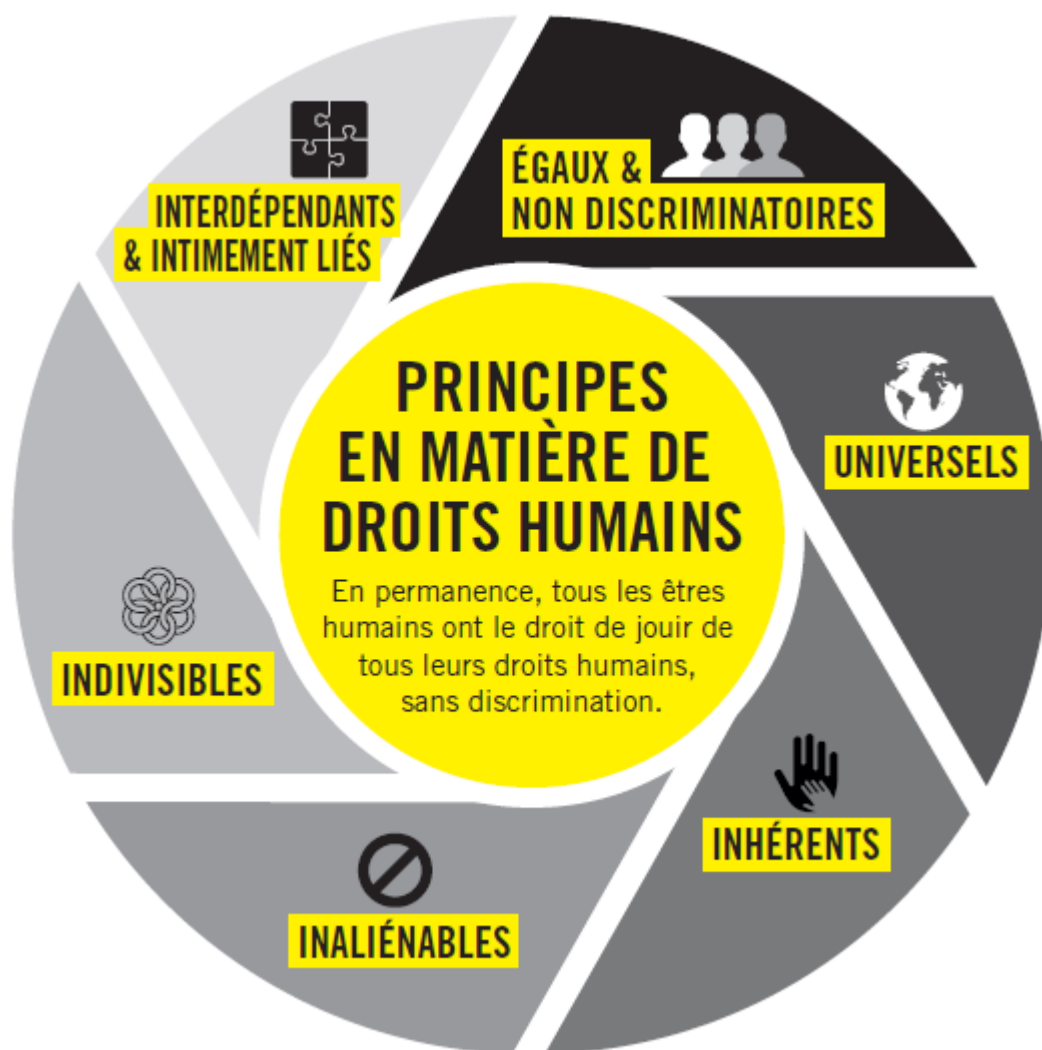 PRINCIPES
EN MATIÈRE DE
DROITS HUMAINS
En permanence, tous les êtres
humains ont le droit de jouir de
tous leurs droits humains,
sans discrimination.
ÉGAUX &
NON DISCRIMINATOIRES
UNIVERSELS
INHÉRENTS
INALIÉNABLES
INDIVISIBLES
INTERDÉPENDANTS
& INTIMEMENT LIÉS